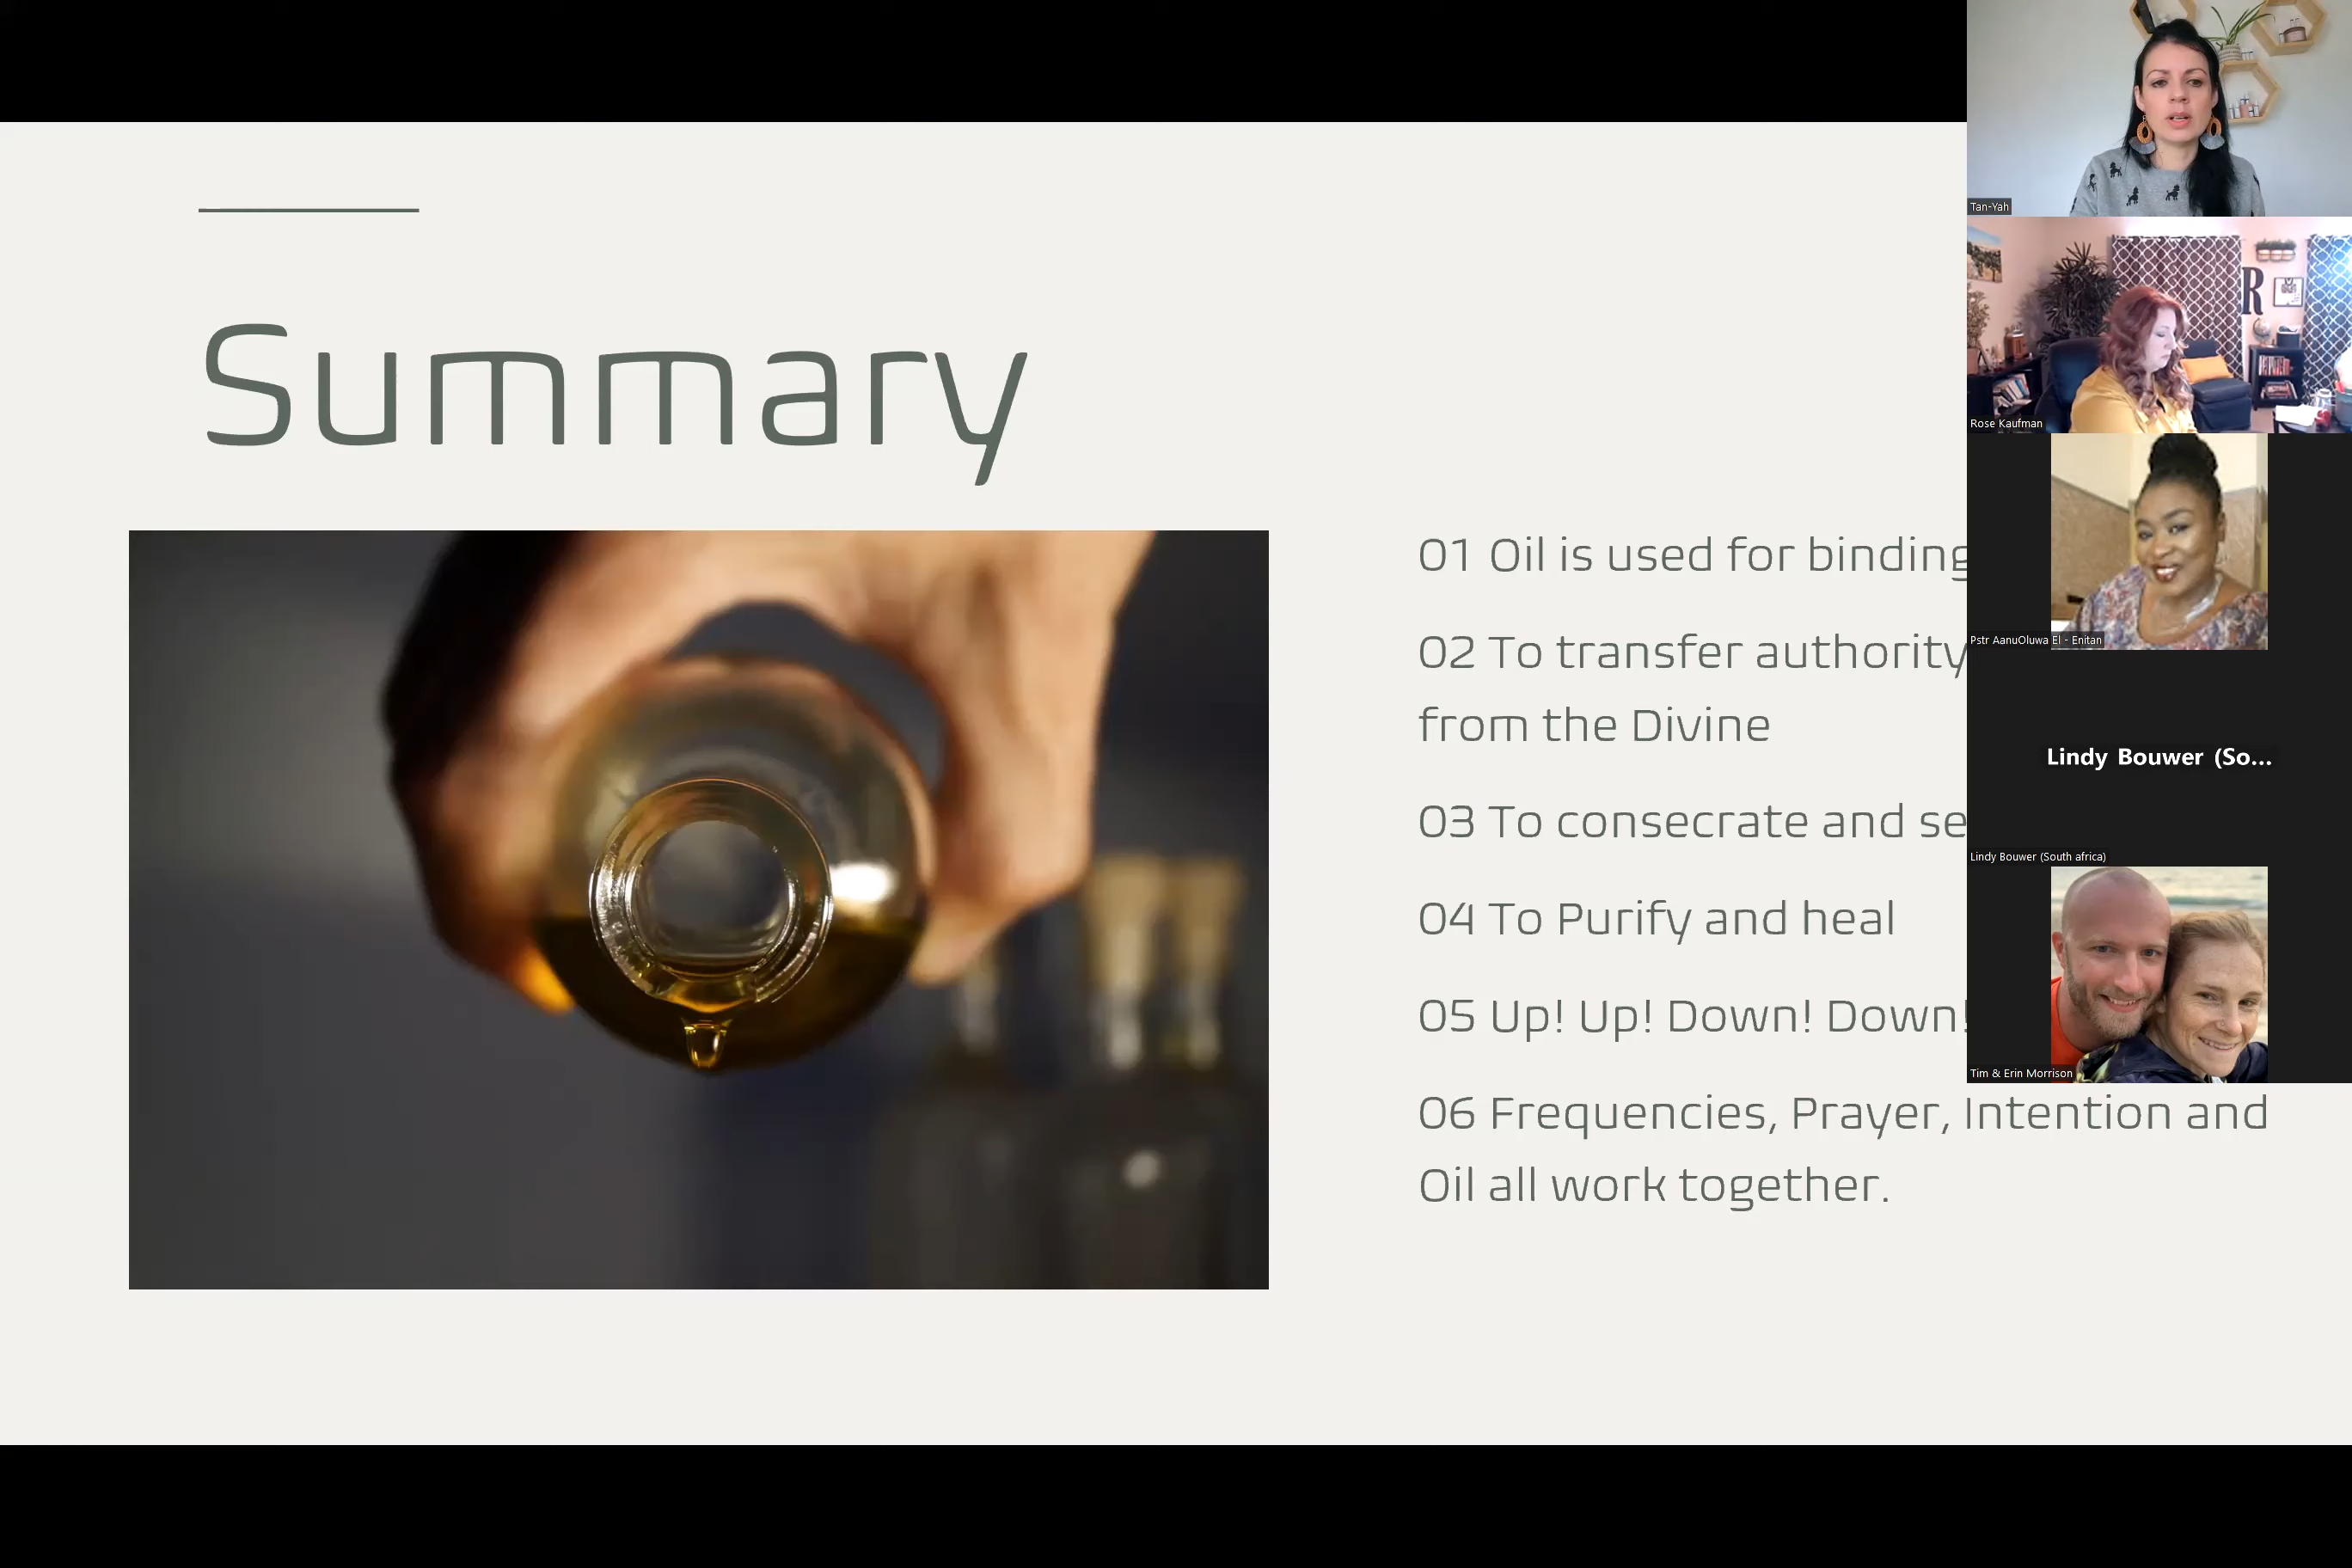 Summary
01 Oil is used for binding
02 To transfer authority
from the Divine
03 To consecrate and se
04 To Purify and heal
05 Up! Up! Down! Down!
06 Frequencies, Prayer, Intention and
Oil all work together.
Tan-Yah
R
Rose Kaufman
Pstr AanuOluwa El - Enitan
Lindy Bouwer (So...
Lindy Bouwer (South africa)
Tim & Erin Morrison